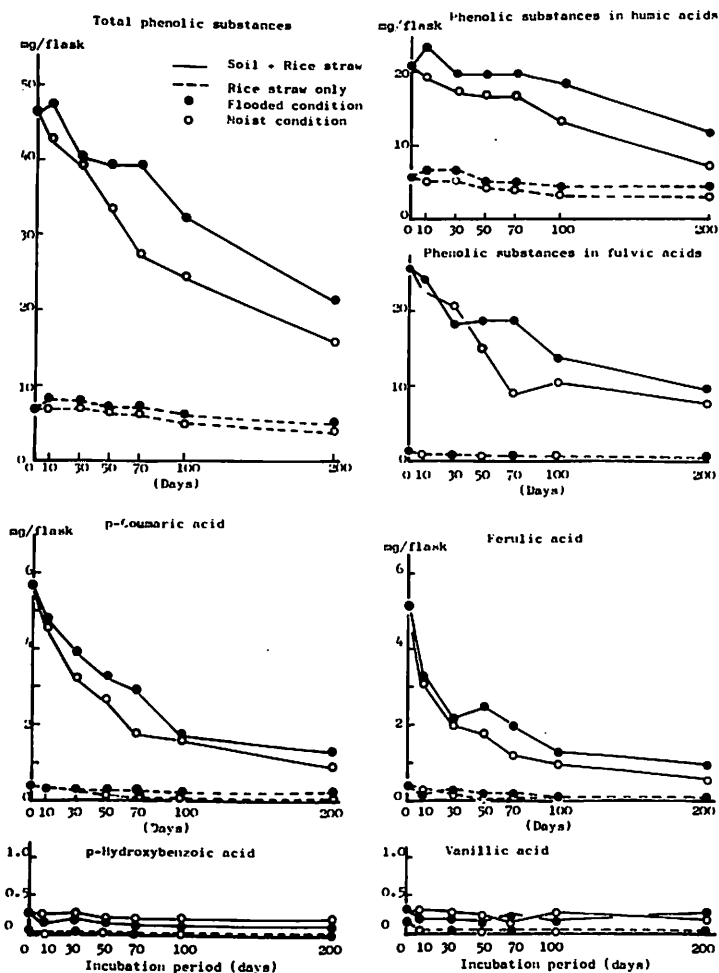 Total phenolic substances
mg/flask
Soil + Rice straw
Rice straw only
Flooded condition
Moist condition
50
40
30
20
10
0
0 10 30 50 70 100 200
(Days)
Phenolic substances in humic acids
mg/flask
20
10
0
0 10 30 50 70 100 200
Phenolic substances in fulvic acids
20
10
0
0 10 30 50 70 100 200
(Days)
p-Coumaric acid
mg/flask
6
4
2
0
0 10 30 50 70 100 200
(Days)
Ferulic acid
mg/flask
6
4
2
0
0 10 30 50 70 100 200
(Days)
p-Hydroxybenzoic acid
1.0
0.5
0
0 10 30 50 70 100 200
Incubation period (days)
Vanillic acid
1.0
0.5
0
0 10 30 50 70 100 200
Incubation period (days)